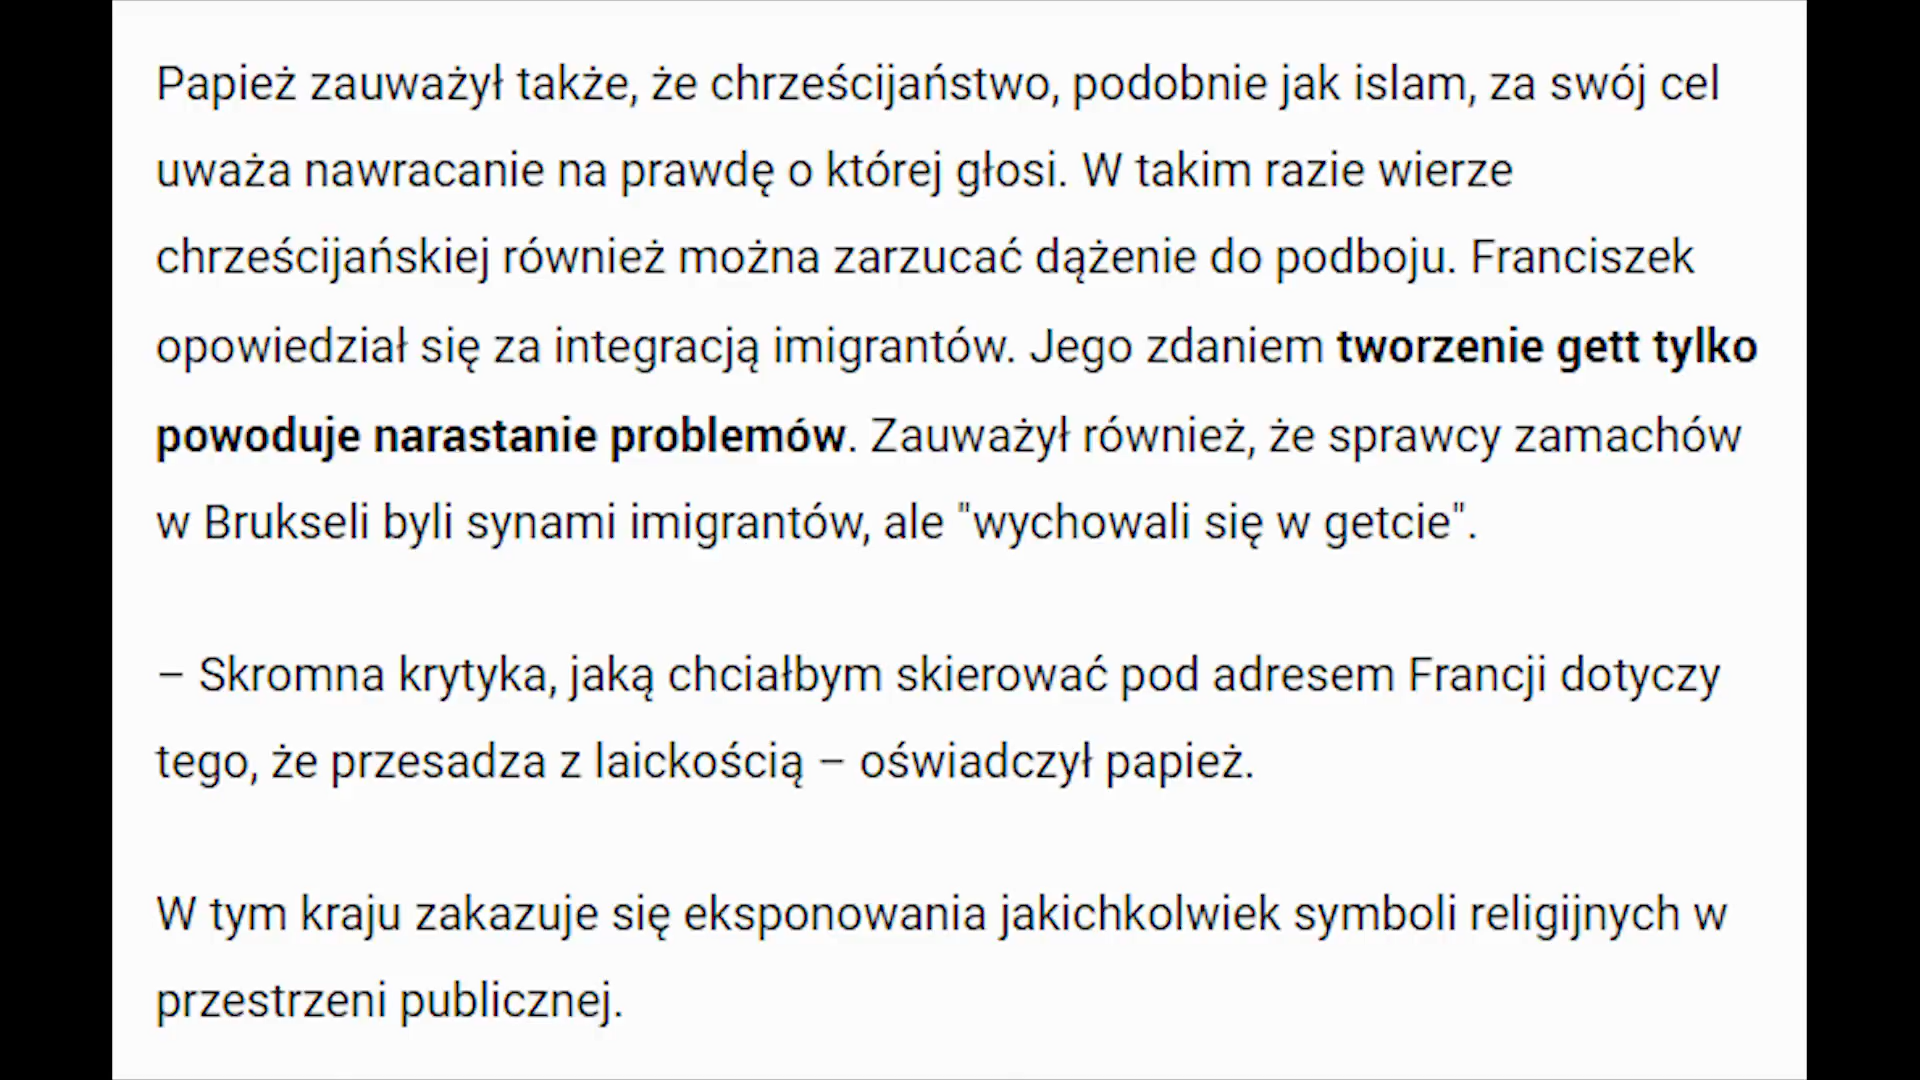 Papież zauważył także, że chrześcijaństwo, podobnie jak islam, za swój cel
uważa nawracanie na prawdę o której głosi. W takim razie wierze
chrześcijańskiej również można zarzucać dążenie do podboju. Franciszek
opowiedział się za integracją imigrantów. Jego zdaniem tworzenie gett tylko
powoduje narastanie problemów. Zauważył również, że sprawcy zamachów
w Brukseli byli synami imigrantów, ale "wychowali się w getcie".
– Skromna krytyka, jaką chciałbym skierować pod adresem Francji dotyczy
tego, że przesadza z laickością – oświadczył papież.
W tym kraju zakazuje się eksponowania jakichkolwiek symboli religijnych w
przestrzeni publicznej.